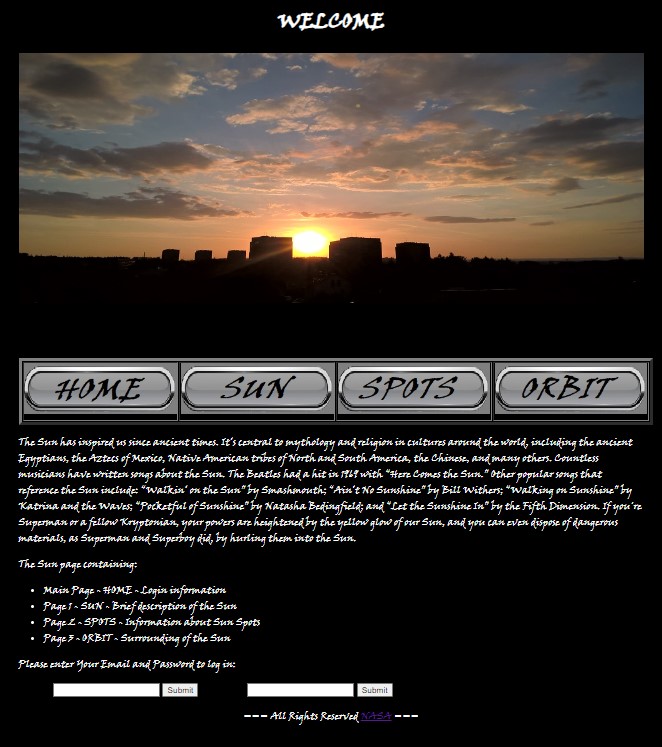 WELCOME
HOME SUN SPOTS ORBIT
The Sun has inspired us since ancient times. It's central to mythology and religion in cultures around the world, including the ancient
Egyptians, the Aztecs of Mexico, Native American tribes of North and South America, the Chinese, and many others. Countless
musicians have written songs about the Sun. The Beatles had a hit in 1969 with "Here Comes the Sun." Other popular songs that
reference the Sun include: "Walkin' on the Sun" by Smashmouth; "Ain't No Sunshine" by Bill Withers; "Walking on Sunshine" by
Katrina and the Waves; "Pocketful of Sunshine" by Natasha Bedingfield; and "Let the Sunshine In" by the Fifth Dimension. If you're
Superman or a fellow Kryptonian, your powers are heightened by the yellow glow of our Sun, and you can even dispose of dangerous
materials, as Superman and Superboy did, by hurling them into the Sun.
The Sun page containing:
• Main Page ~ HOME ~ Login information
• Page 1 ~ SUN ~ Brief description of the Sun
• Page 2 ~ SPOTS ~ Information about Sun Spots
• Page 3 ~ ORBIT ~ Surrounding of the Sun
Please enter Your Email and Password to log in:
Submit Submit
~~~~ All Rights Reserved NASA ~~~~